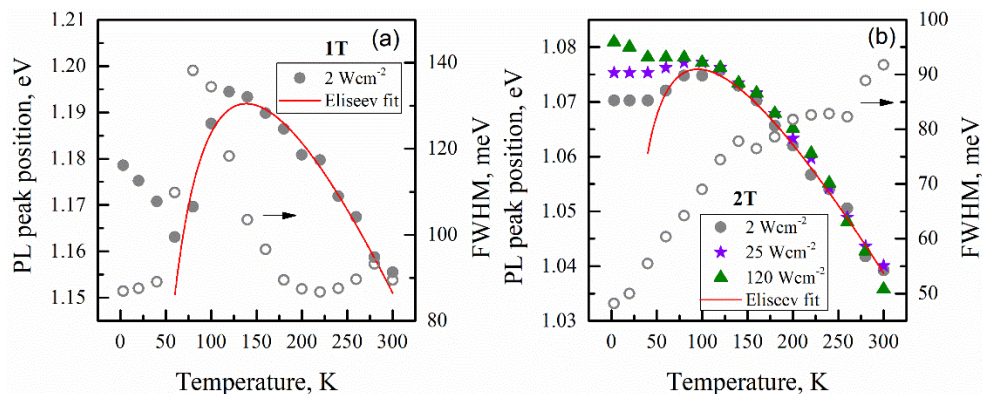 (a)
1T
2 Wcm-2
Eliseev fit
PL peak position, eV
1.21
1.20
1.19
1.18
1.17
1.16
1.15
0 50 100 150 200 250 300
Temperature, K
140
120
100
80
FWHM, meV
(b)
2T
2 Wcm-2
25 Wcm-2
120 Wcm-2
Eliseev fit
PL peak position, eV
1.08
1.07
1.06
1.05
1.04
1.03
0 50 100 150 200 250 300
Temperature, K
100
90
80
70
60
50
FWHM, meV